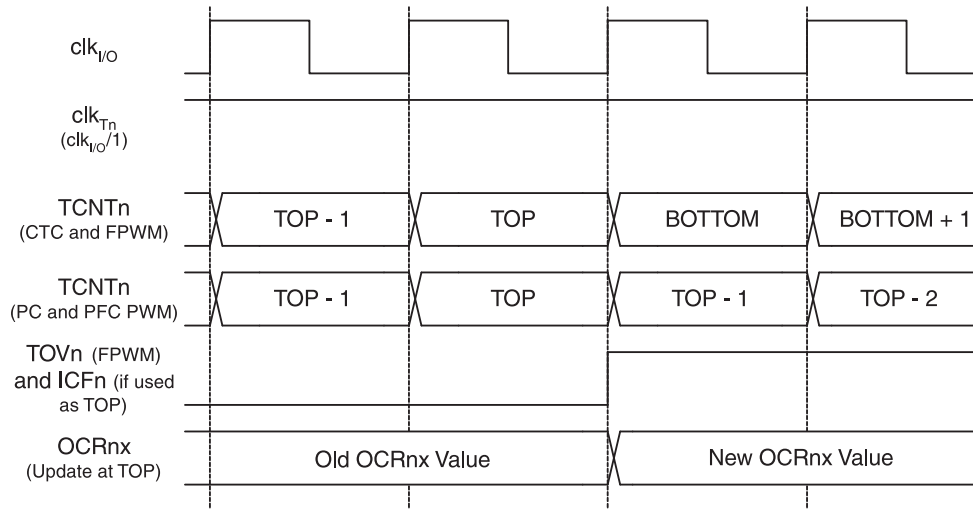 clkI/O
clkTn
(clkI/O/1)
TCNTn
(CTC and FPWM)
TOP - 1
TOP
BOTTOM
BOTTOM + 1
TCNTn
(PC and PFC PWM)
TOP - 1
TOP
TOP - 1
TOP - 2
TOVn (FPWM)
and ICFn (if used
as TOP)
OCRnx
(Update at TOP)
Old OCRnx Value
New OCRnx Value